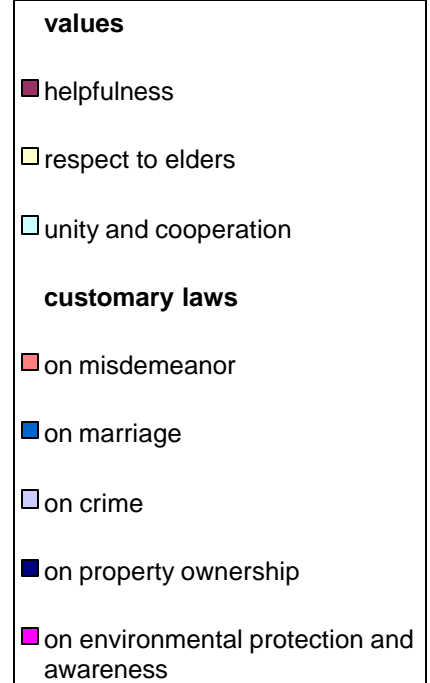 values
helpfulness
respect to elders
unity and cooperation
customary laws
on misdemeanor
on marriage
on crime
on property ownership
on environmental protection and
awareness